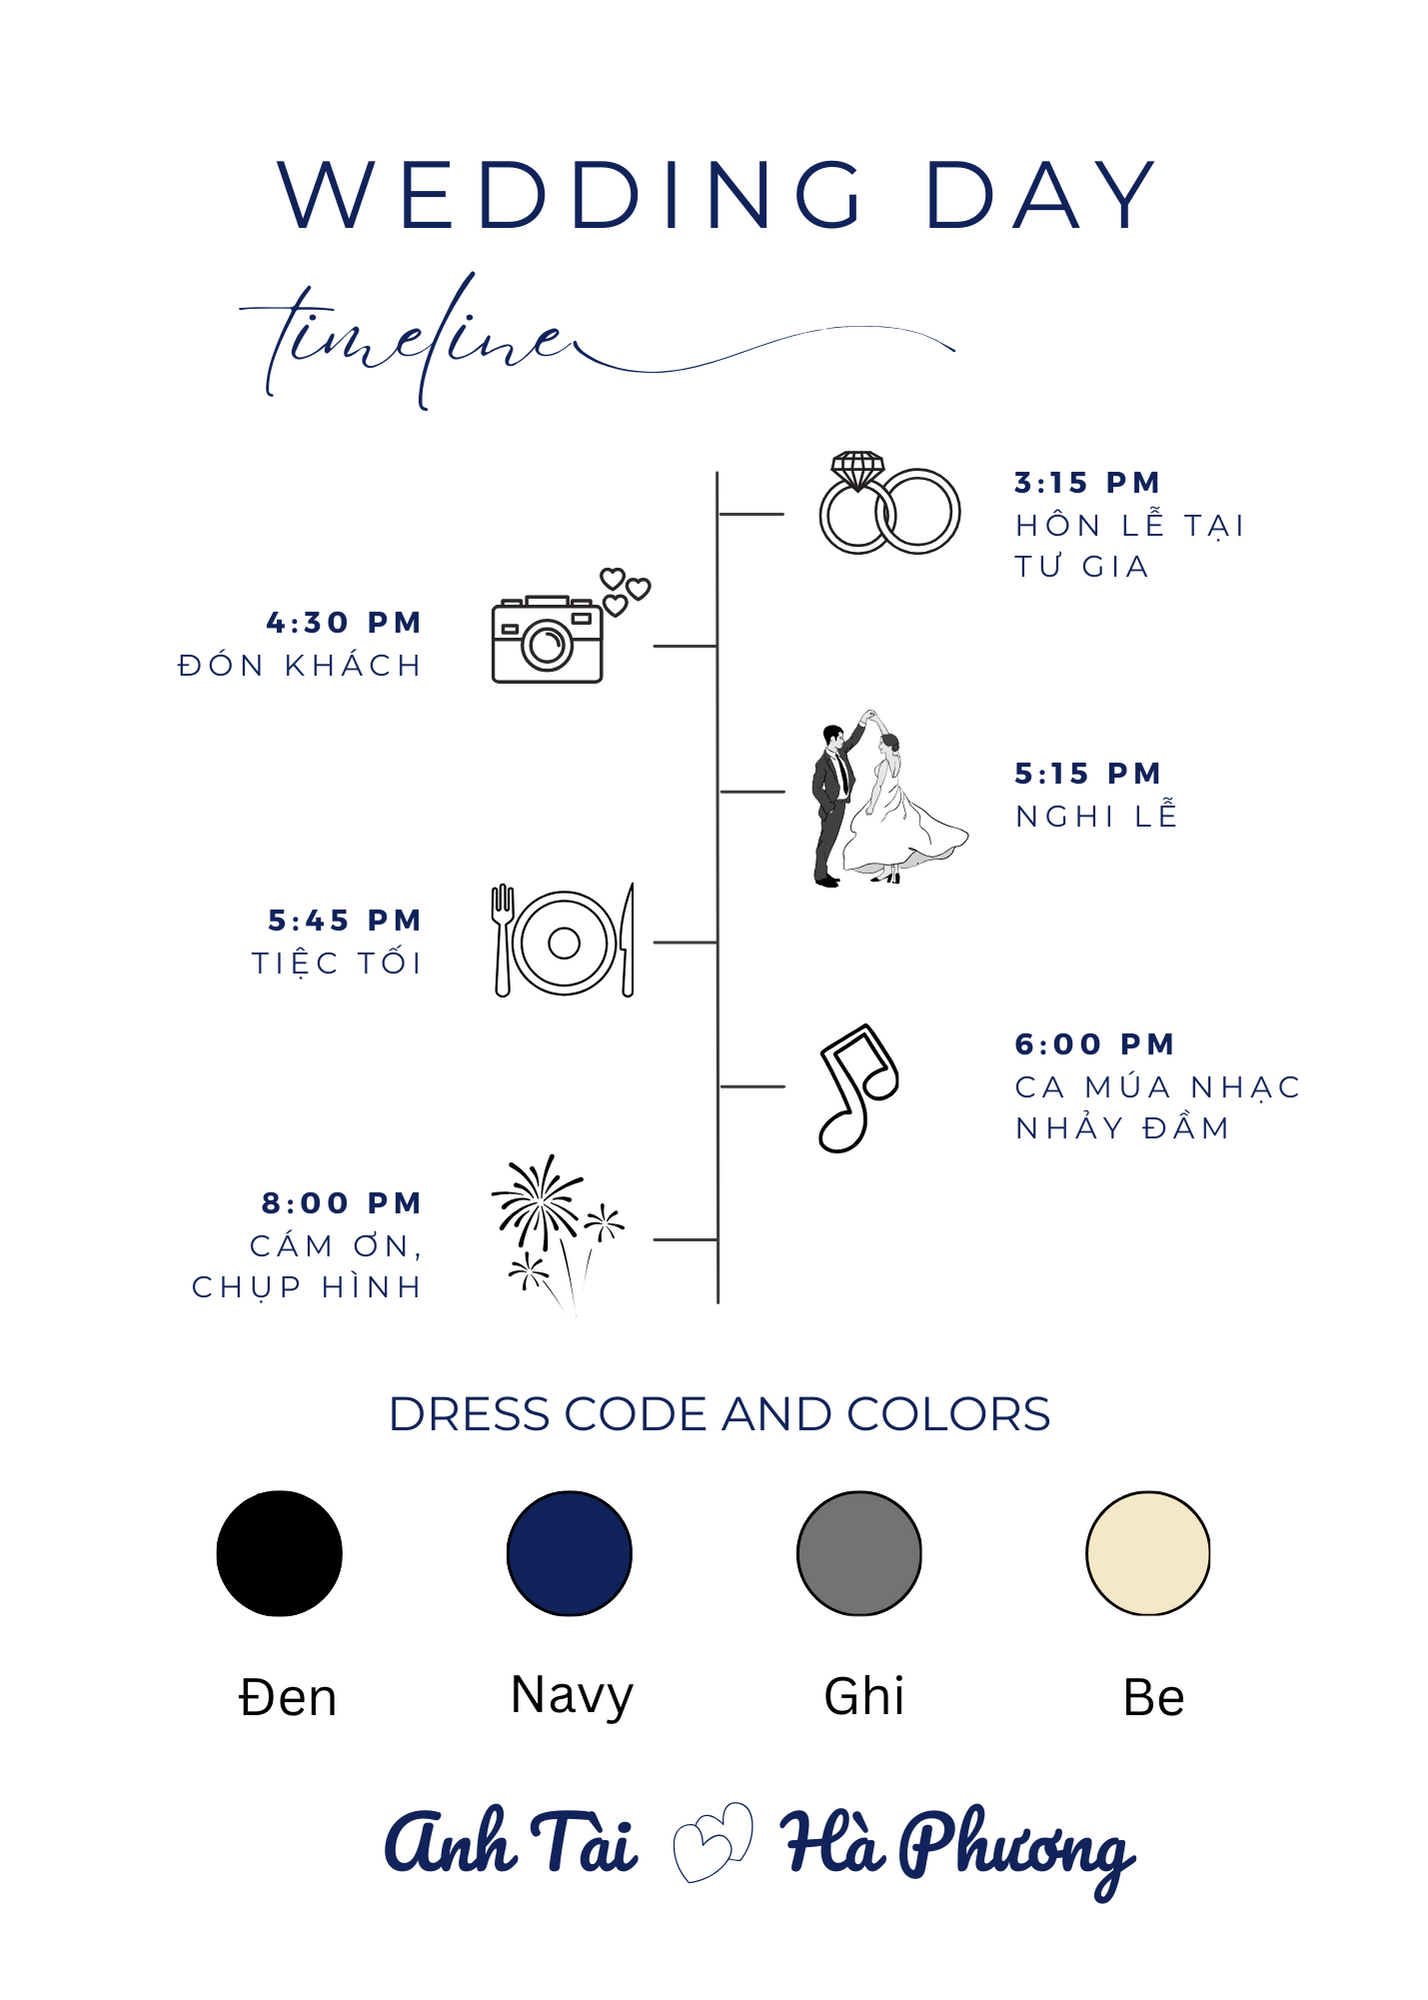 WEDDING DAY
timeline
3:15 PM
HÔN LỄ TẠI
TƯ GIA
4:30 PM
ĐÓN KHÁCH
5:15 PM
NGHI LỄ
5:45 PM
TIỆC TỐI
6:00 PM
CA MÚA NHẠC
NHẢY ĐẦM
8:00 PM
CÁM ƠN,
CHỤP HÌNH
DRESS CODE AND COLORS
Đen Navy Ghi Be
Anh Tài Hà Phương